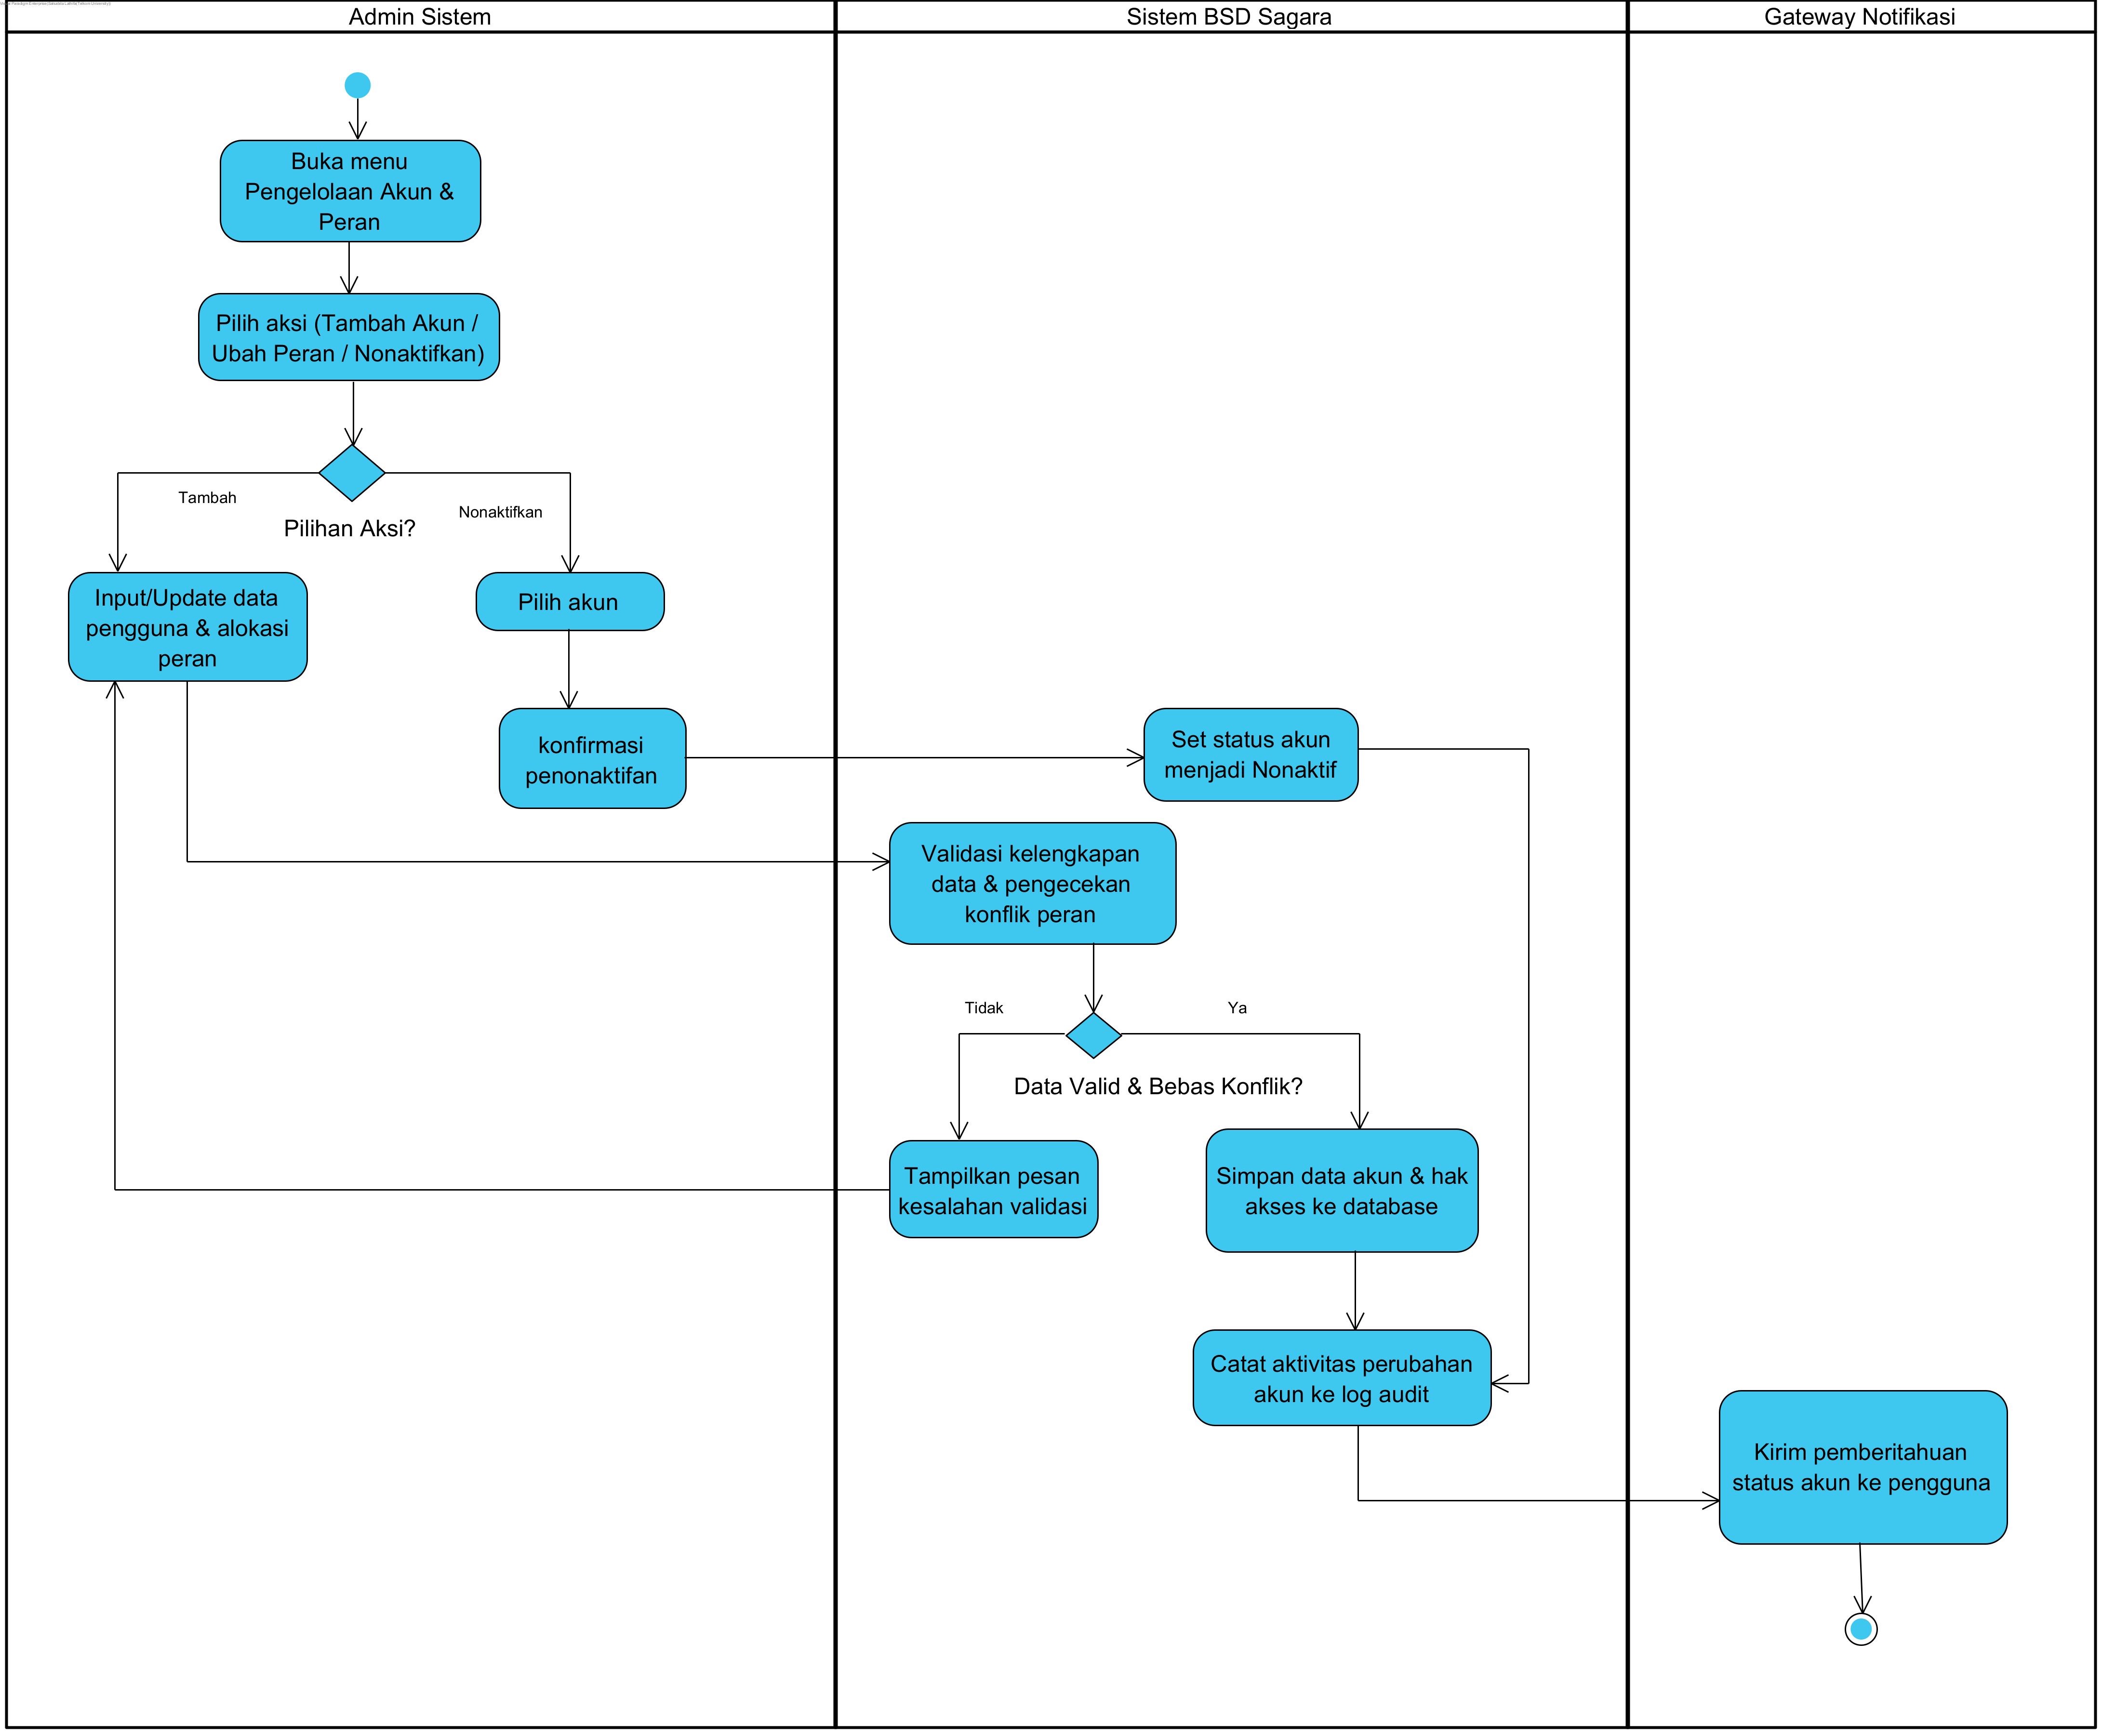 Admin Sistem
Sistem BSD Sagara
Gateway Notifikasi
Buka menu
Pengelolaan Akun &
Peran
Pilih aksi (Tambah Akun /
Ubah Peran / Nonaktifkan)
Tambah
Nonaktifkan
Pilihan Aksi?
Input/Update data
pengguna & alokasi
peran
Pilih akun
konfirmasi
penonaktifan
Set status akun
menjadi Nonaktif
Validasi kelengkapan
data & pengecekan
konflik peran
Tidak
Ya
Data Valid & Bebas Konflik?
Tampilkan pesan
kesalahan validasi
Simpan data akun & hak
akses ke database
Catat aktivitas perubahan
akun ke log audit
Kirim pemberitahuan
status akun ke pengguna